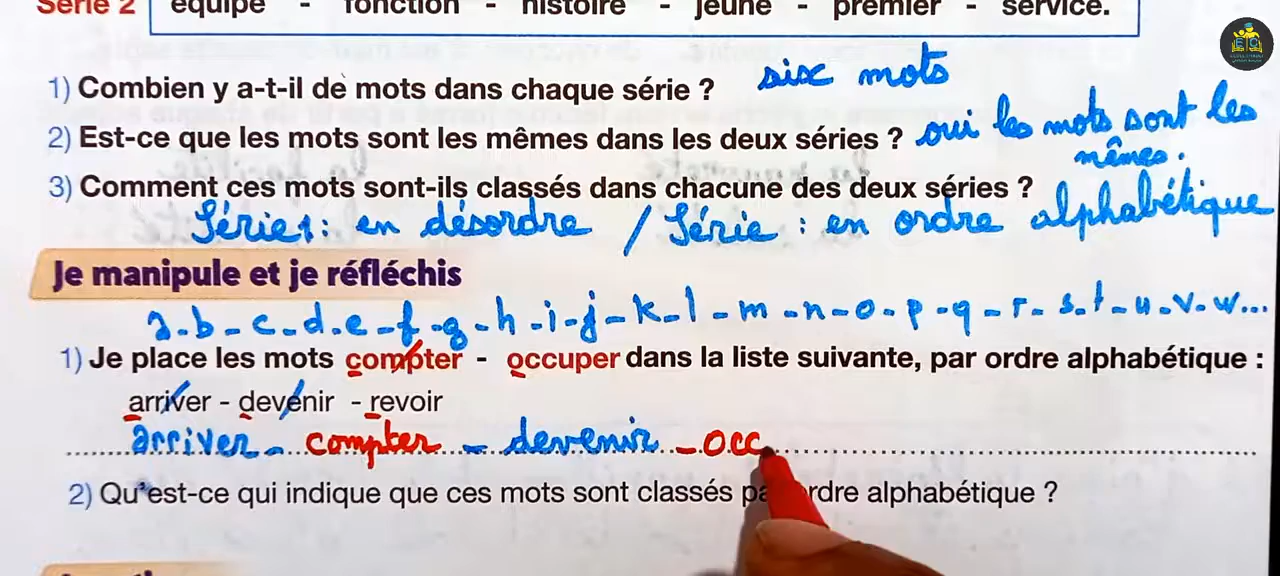 Série 2 équipe - fonction - histoire - jeune - premier - service.
1) Combien y a-t-il de mots dans chaque série ? six mots
2) Est-ce que les mots sont les mêmes dans les deux séries ? oui les mots sont les
mêmes.
3) Comment ces mots sont-ils classés dans chacune des deux séries ?
Série 1 : en désordre / Série : en ordre alphabétique
Je manipule et je réfléchis
a - b - c - d - e - f - g - h - i - j - k - l - m - n - o - p - q - r - s - t - u - v - w...
1) Je place les mots compter - occuper dans la liste suivante, par ordre alphabétique :
arriver - devenir - revoir
arriver - compter - devenir - occ
2) Qu'est-ce qui indique que ces mots sont classés pa rdre alphabétique ?